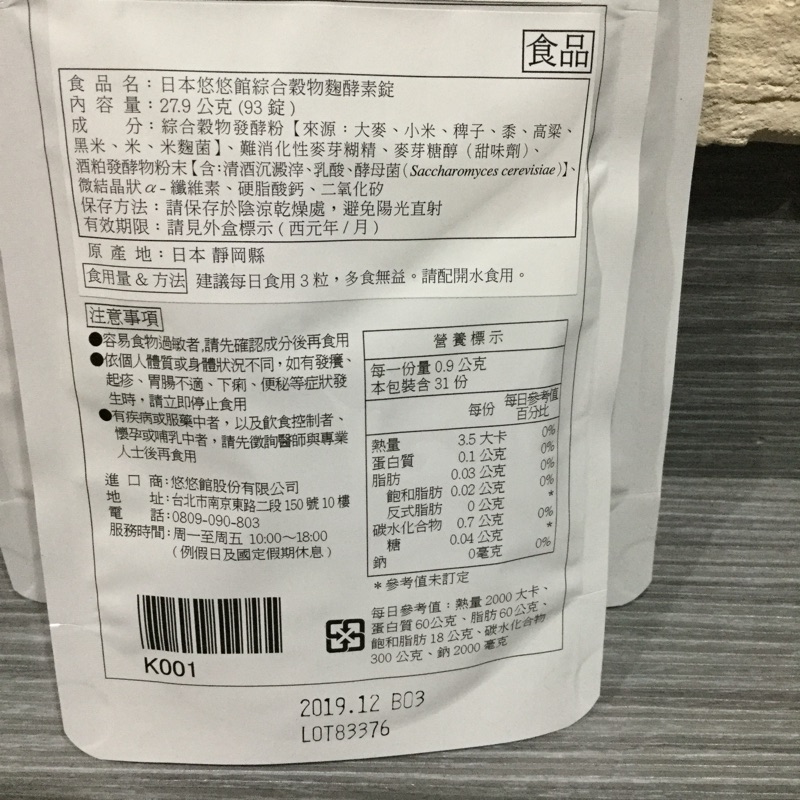 食品
食 品 名：日本悠悠館綜合穀物麴酵素錠
內 容 量：27.9 公克 (93 錠)
成　　分：綜合穀物發酵粉【來源：大麥、小米、稗子、黍、高粱、
黑米、米、米麴菌】、難消化性麥芽糊精、麥芽糖醇（甜味劑）、
酒粕發酵物粉末【含:清酒沉澱滓、乳酸、酵母菌(Saccharomyces cerevisiae)】、
微結晶狀α-纖維素、硬脂酸鈣、二氧化矽
保存方法：請保存於陰涼乾燥處，避免陽光直射
有效期限：請見外盒標示 (西元年/月)
原 產 地：日本 靜岡縣
食用量&方法 建議每日食用3粒，多食無益。請配開水食用。
注意事項
●容易食物過敏者,請先確認成分後再食用
●依個人體質或身體狀況不同，如有發癢、
起疹、胃腸不適、下痢、便秘等症狀發
生時，請立即停止食用
●有疾病或服藥中者，以及飲食控制者、
懷孕或哺乳中者，請先徵詢醫師與專業
人士後再食用
進 口 商:悠悠館股份有限公司
地　　址:台北市南京東路二段150號10樓
電　　話:0809-090-803
服務時間:周一至周五 10:00～18:00
(例假日及國定假期休息)
營養標示
每一份量 0.9 公克
本包裝含 31 份
每份 每日參考值百分比
熱量 3.5 大卡 0%
蛋白質 0.1 公克 0%
脂肪 0.03 公克 0%
飽和脂肪 0.02 公克 0%
反式脂肪 0 公克 *
碳水化合物 0.7 公克 0%
糖 0.04 公克 *
鈉 0毫克 0%
*參考值未訂定
每日參考值：熱量 2000 大卡、
蛋白質 60公克、脂肪 60公克、
飽和脂肪 18 公克、碳水化合物
300 公克、鈉 2000 毫克
K001
2019.12 B03
LOT83376